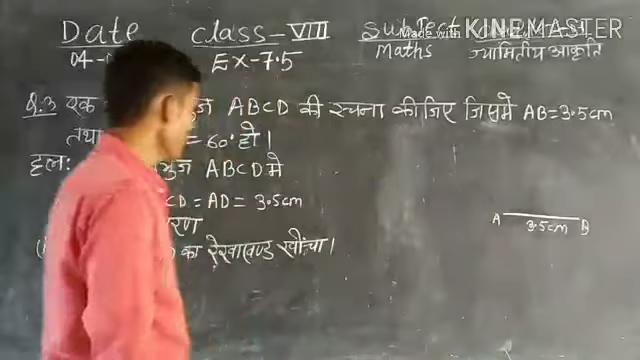 Date Class-VIII Subject
04- EX-7.5 Maths ज्यामितीय आकृति
Made with KINEMASTER
Q.3 एक ABCD की रचना कीजिए जिसमे AB=3.5cm
तथा = 60° हो।
हलः ABCD मे
CD = AD = 3.5cm
A 3.5cm B
का रेखाखण्ड खींचा।